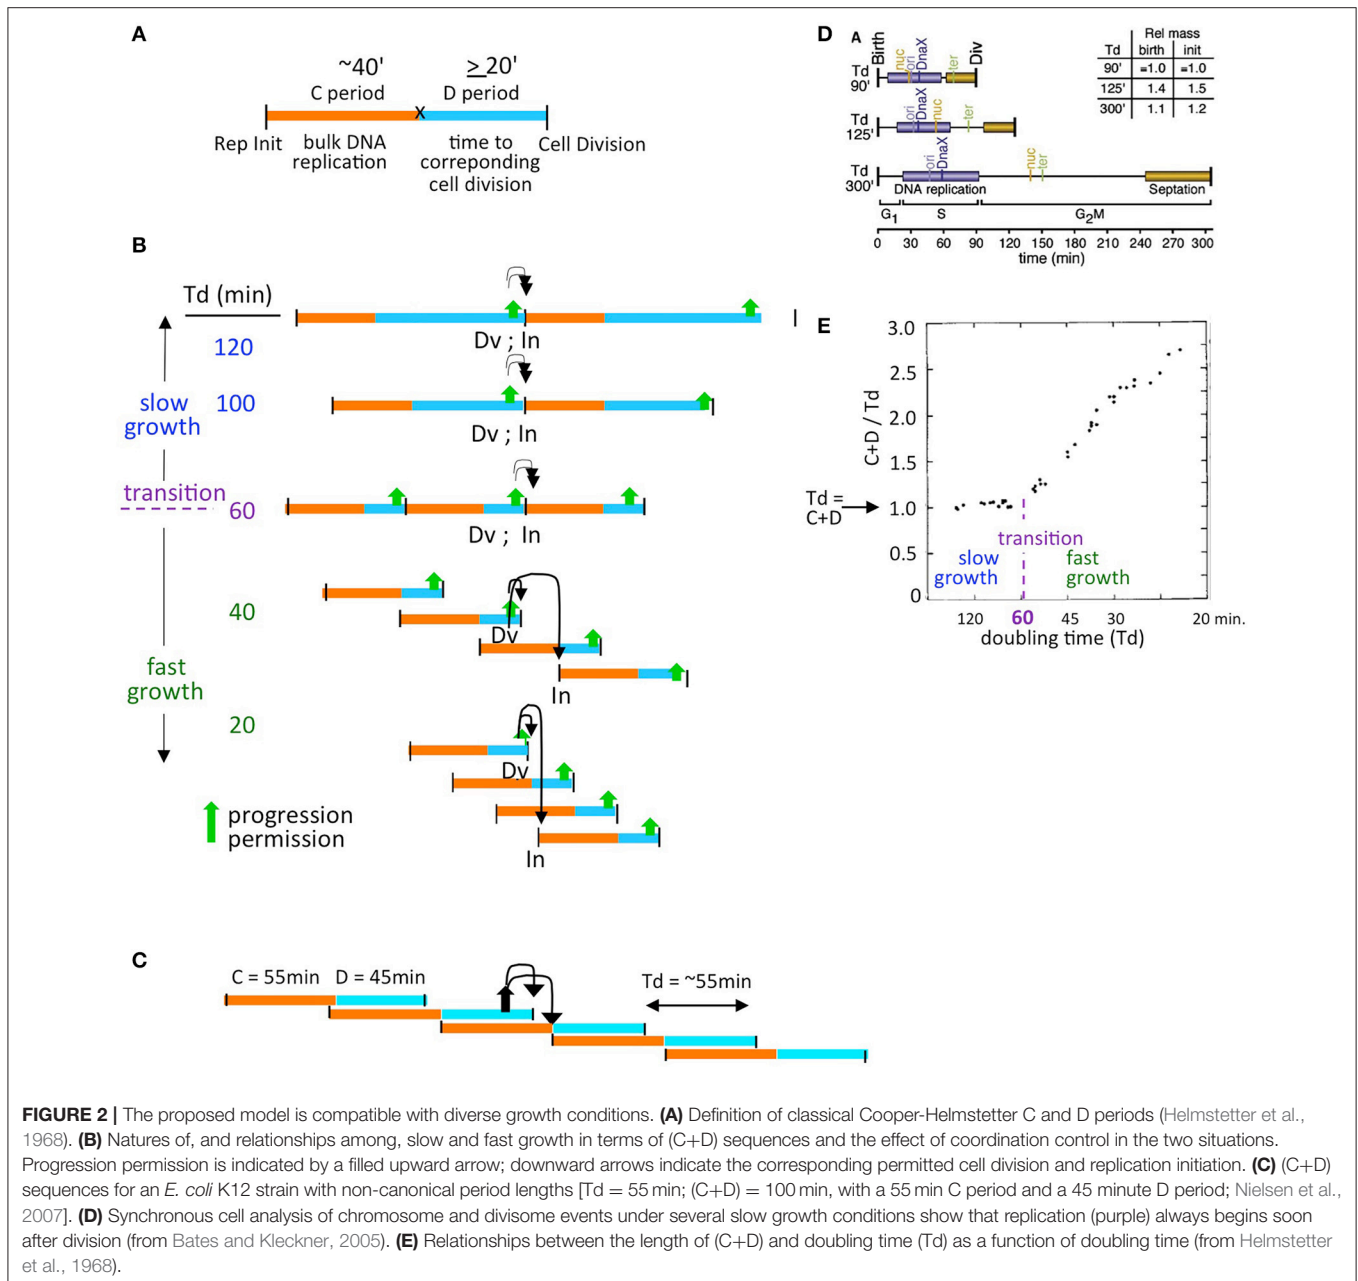 A
~40'
≥20'
C period
D period
X
Rep Init
bulk DNA
replication
time to
correponding
cell division
Cell Division
B
Td (min)
120
Dv ; In
slow
growth
100
Dv ; In
transition
60
Dv ; In
40
Dv
In
fast
growth
20
Dv
In
progression
permission
C
C = 55min
D = 45min
Td = ~55min
D
A
Birth
nuc
ori
DnaX
ter
Div
Td
90'
ori
DnaX
nuc
ter
Td
125'
ori
DnaX
nuc
ter
Td
300'
DNA replication
Septation
G1
S
G2M
0 30 60 90 120 150 180 210 240 270 300
time (min)
Rel mass
Td birth init
90' =1.0 =1.0
125' 1.4 1.5
300' 1.1 1.2
E
3.0
2.5
2.0
1.5
1.0
0.5
0
C+D / Td
Td =
C+D
transition
slow
growth
fast
growth
120 60 45 30 20 min.
doubling time (Td)
FIGURE 2 | The proposed model is compatible with diverse growth conditions. (A) Definition of classical Cooper-Helmstetter C and D periods (Helmstetter et al.,
1968). (B) Natures of, and relationships among, slow and fast growth in terms of (C+D) sequences and the effect of coordination control in the two situations.
Progression permission is indicated by a filled upward arrow; downward arrows indicate the corresponding permitted cell division and replication initiation. (C) (C+D)
sequences for an E. coli K12 strain with non-canonical period lengths [Td = 55 min; (C+D) = 100 min, with a 55 min C period and a 45 minute D period; Nielsen et al.,
2007]. (D) Synchronous cell analysis of chromosome and divisome events under several slow growth conditions show that replication (purple) always begins soon
after division (from Bates and Kleckner, 2005). (E) Relationships between the length of (C+D) and doubling time (Td) as a function of doubling time (from Helmstetter
et al., 1968).